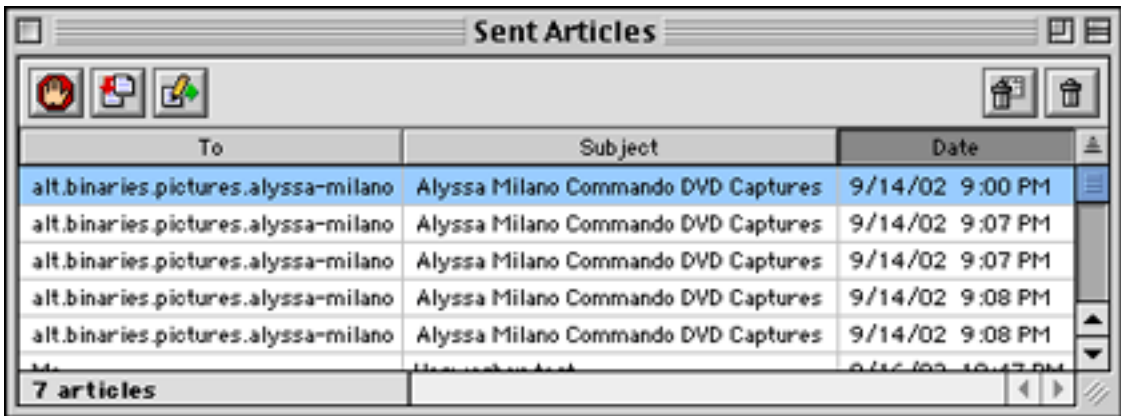 Sent Articles
To Subject Date
alt.binaries.pictures.alyssa-milano Alyssa Milano Commando DVD Captures 9/14/02 9:00 PM
alt.binaries.pictures.alyssa-milano Alyssa Milano Commando DVD Captures 9/14/02 9:07 PM
alt.binaries.pictures.alyssa-milano Alyssa Milano Commando DVD Captures 9/14/02 9:07 PM
alt.binaries.pictures.alyssa-milano Alyssa Milano Commando DVD Captures 9/14/02 9:08 PM
alt.binaries.pictures.alyssa-milano Alyssa Milano Commando DVD Captures 9/14/02 9:08 PM
7 articles